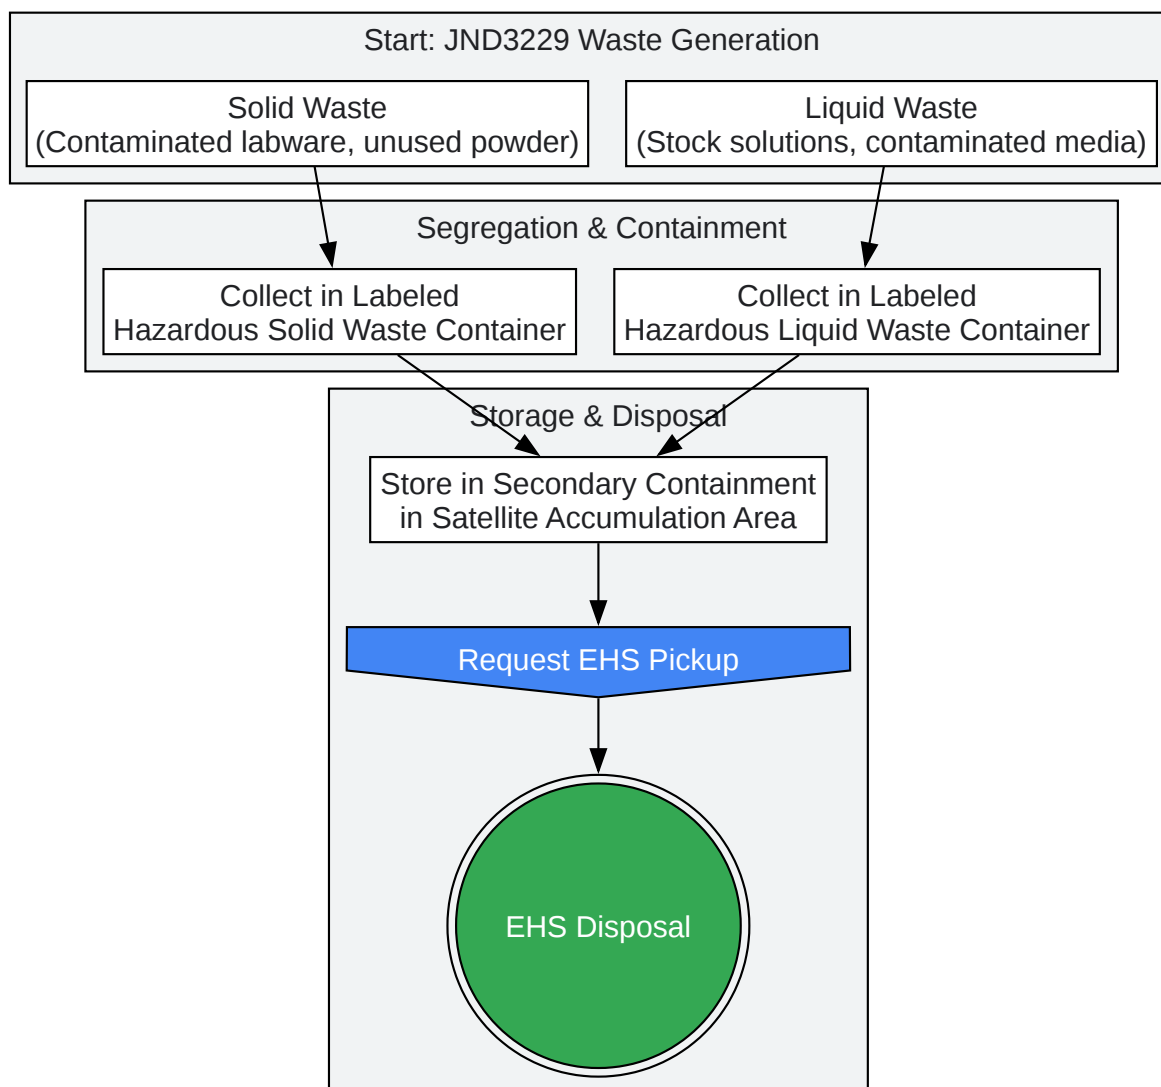 Start: JND3229 Waste Generation
Solid Waste
(Contaminated labware, unused powder)
Liquid Waste
(Stock solutions, contaminated media)
Segregation & Containment
Collect in Labeled
Hazardous Solid Waste Container
Collect in Labeled
Hazardous Liquid Waste Container
Storage & Disposal
Store in Secondary Containment
in Satellite Accumulation Area
Request EHS Pickup
EHS Disposal